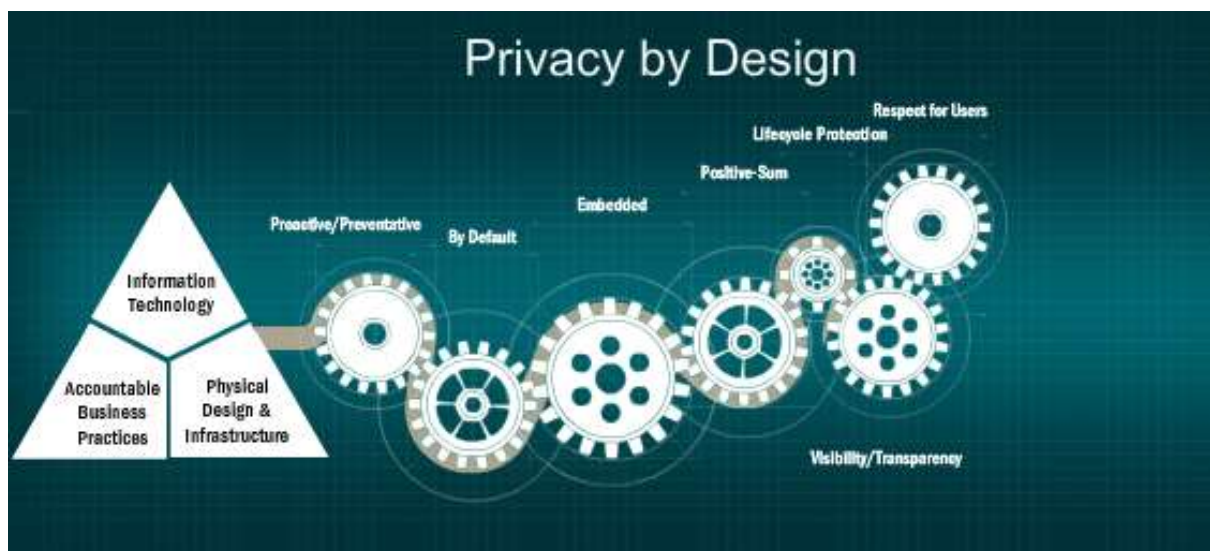 Privacy by Design
Respect for Users
Lifecycle Protection
Positive-Sum
Embedded
Proactive/Preventative
By Default
Information
Technology
Accountable
Business
Practices
Physical
Design &
Infrastructure
Visibility/Transparency